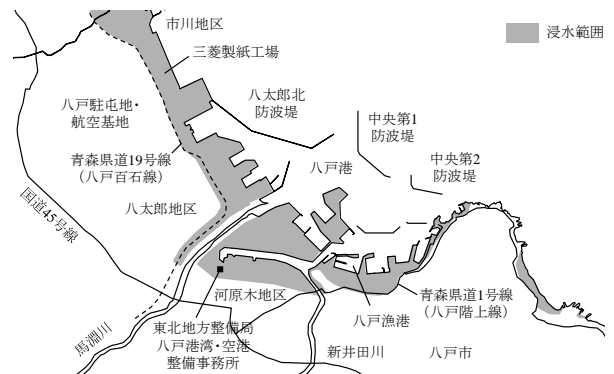 市川地区
浸水範囲
三菱製紙工場
八太郎北
防波堤
八戸駐屯地・
航空基地
中央第1
防波堤
中央第2
防波堤
青森県道19号線
（八戸百石線）
八戸港
八太郎地区
国道45号線
河原木地区
青森県道1号線
（八戸階上線）
八戸漁港
東北地方整備局
八戸港湾・空港
整備事務所
馬淵川
新井田川
八戸市